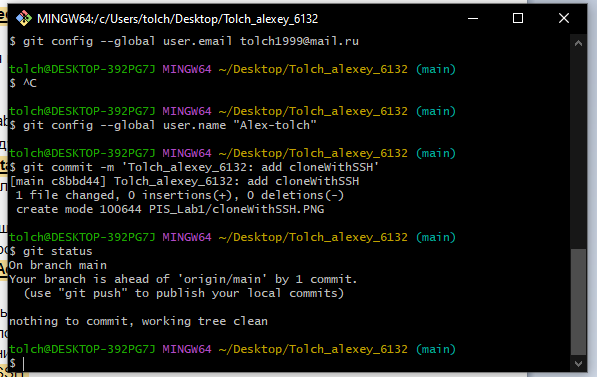 MINGW64:/c/Users/tolch/Desktop/Tolch_alexey_6132
$ git config --global user.email tolch1999@mail.ru
tolch@DESKTOP-392PG7J MINGW64 ~/Desktop/Tolch_alexey_6132 (main)
$ ^C
tolch@DESKTOP-392PG7J MINGW64 ~/Desktop/Tolch_alexey_6132 (main)
$ git config --global user.name "Alex-tolch"
tolch@DESKTOP-392PG7J MINGW64 ~/Desktop/Tolch_alexey_6132 (main)
$ git commit -m 'Tolch_alexey_6132: add cloneWithSSH'
[main c8bbd44] Tolch_alexey_6132: add cloneWithSSH
1 file changed, 0 insertions(+), 0 deletions(-)
create mode 100644 PIS_Lab1/cloneWithSSH.PNG
tolch@DESKTOP-392PG7J MINGW64 ~/Desktop/Tolch_alexey_6132 (main)
$ git status
On branch main
Your branch is ahead of 'origin/main' by 1 commit.
(use "git push" to publish your local commits)
nothing to commit, working tree clean
tolch@DESKTOP-392PG7J MINGW64 ~/Desktop/Tolch_alexey_6132 (main)
$